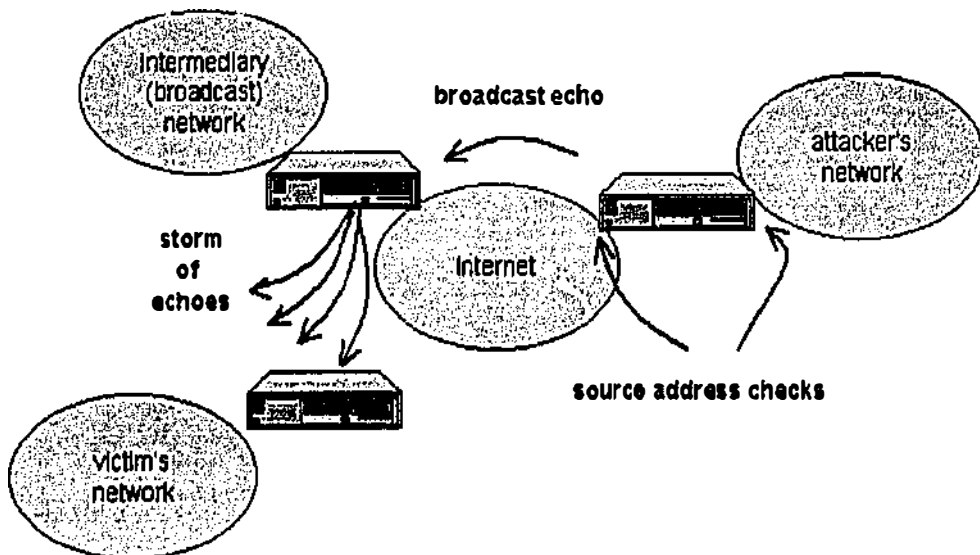 Intermediary
(broadcast)
network
broadcast echo
attacker's
network
storm
of
echoes
Internet
source address checks
victim's
network